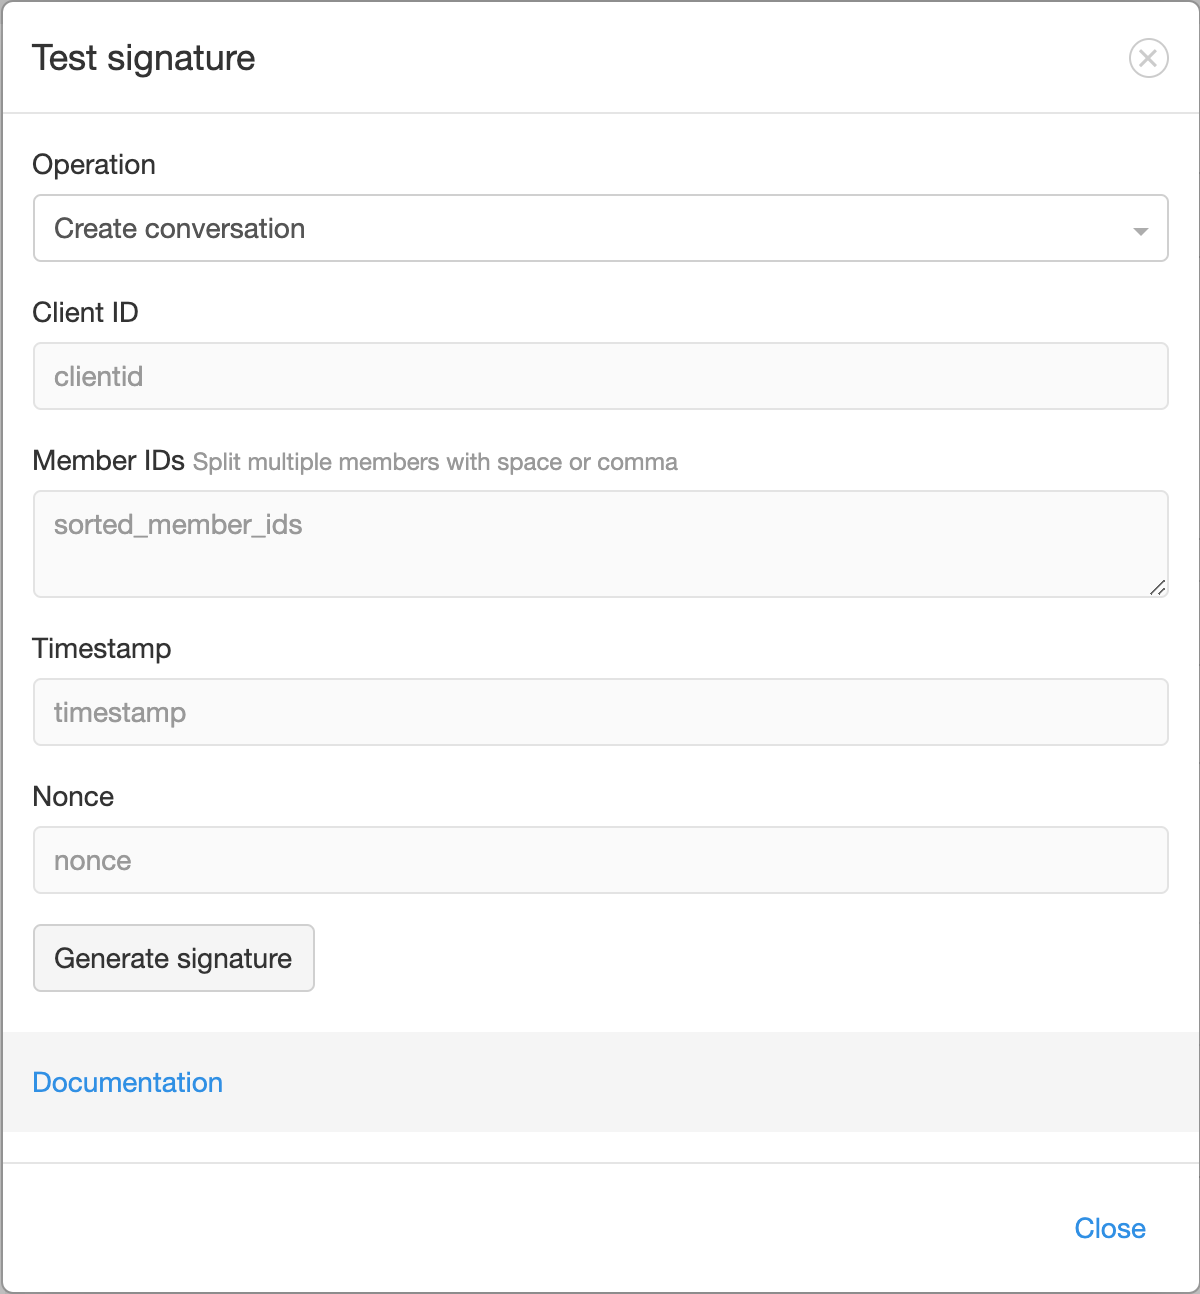 Test signature
Operation
Create conversation
Client ID
clientid
Member IDs Split multiple members with space or comma
sorted_member_ids
Timestamp
timestamp
Nonce
nonce
Generate signature
Documentation
Close